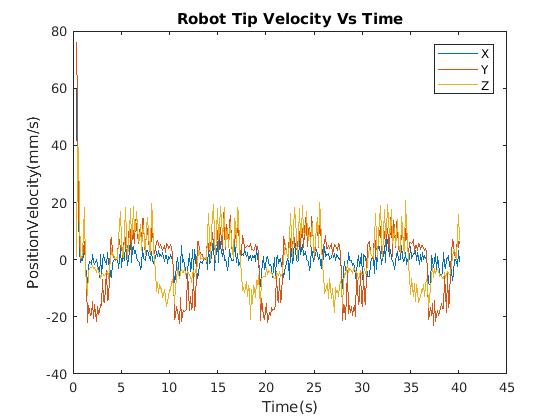 Robot Tip Velocity Vs Time
80
60
40
20
0
-20
-40
PositionVelocity(mm/s)
X
Y
Z
0 5 10 15 20 25 30 35 40 45
Time(s)